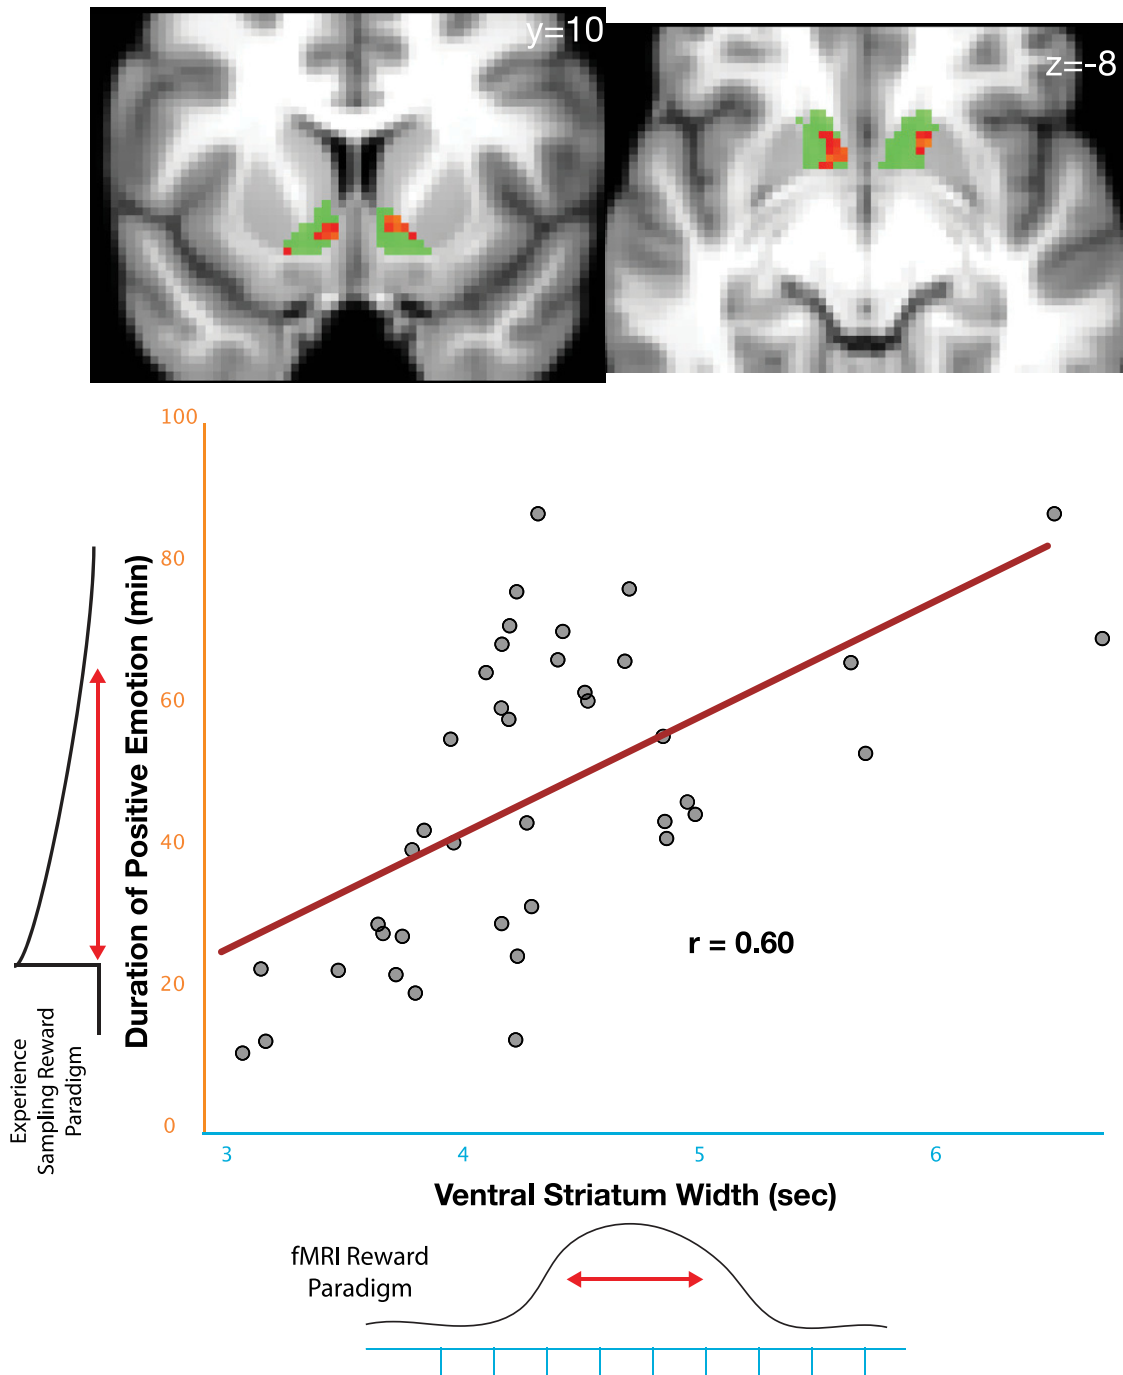 y=10
z=-8
100
80
60
40
20
0
Duration of Positive Emotion (min)
Experience
Sampling Reward
Paradigm
r = 0.60
3
4
5
6
Ventral Striatum Width (sec)
fMRI Reward
Paradigm